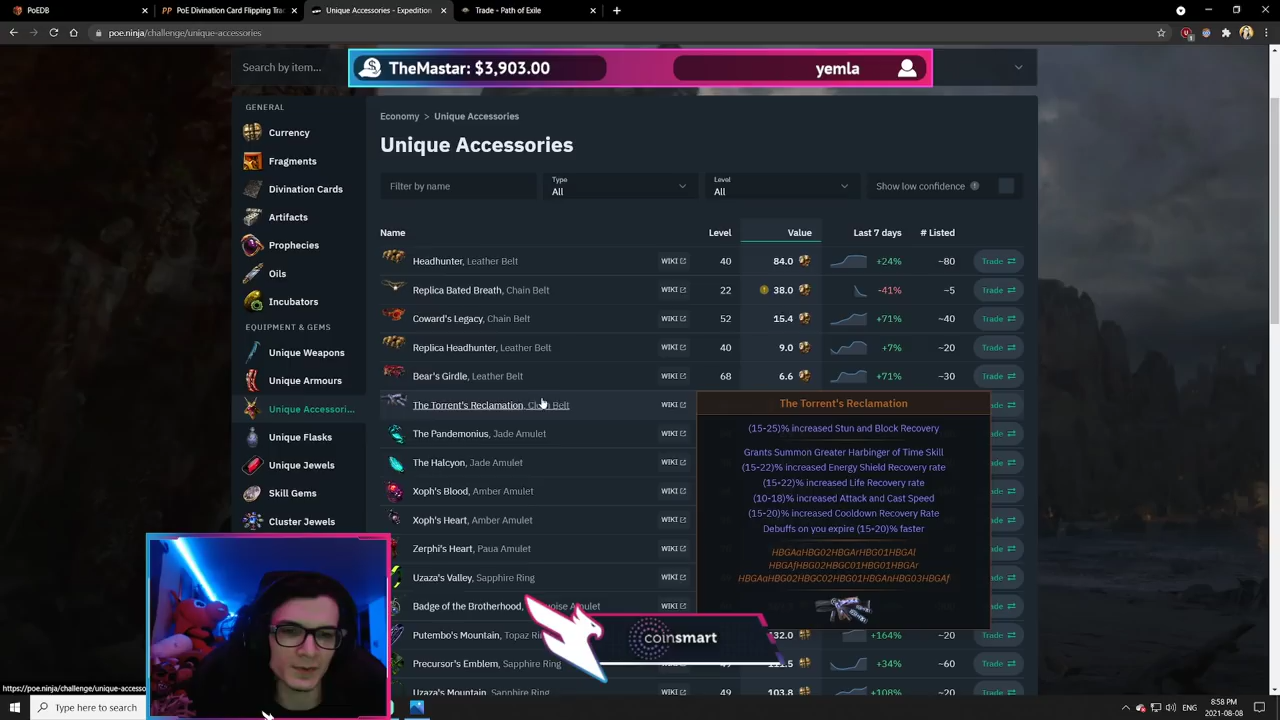 PoEDB
PoE Divination Card Flipping Tra
Unique Accessories - Expedition
Trade - Path of Exile
poe.ninja/challenge/unique-accessories
Search by item...
TheMastar: $3,903.00
yemla
GENERAL
Currency
Fragments
Divination Cards
Artifacts
Prophecies
Oils
Incubators
EQUIPMENT & GEMS
Unique Weapons
Unique Armours
Unique Accessori...
Unique Flasks
Unique Jewels
Skill Gems
Cluster Jewels
Economy > Unique Accessories
Unique Accessories
Filter by name
Type
All
Level
All
Show low confidence
Name Level Value Last 7 days # Listed
Headhunter, Leather Belt WIKI 40 84.0 +24% ~80 Trade
Replica Bated Breath, Chain Belt WIKI 22 38.0 -41% ~5 Trade
Coward's Legacy, Chain Belt WIKI 52 15.4 +71% ~40 Trade
Replica Headhunter, Leather Belt WIKI 40 9.0 +7% ~20 Trade
Bear's Girdle, Leather Belt WIKI 68 6.6 +71% ~30 Trade
The Torrent's Reclamation, Chain Belt WIKI
The Pandemonius, Jade Amulet WIKI
The Halcyon, Jade Amulet WIKI
Xoph's Blood, Amber Amulet WIKI
Xoph's Heart, Amber Amulet WIKI
Zerphi's Heart, Paua Amulet WIKI
Uzaza's Valley, Sapphire Ring WIKI
Badge of the Brotherhood, Amulet WIKI
Putembo's Mountain, Topaz 132.0 +164% ~20 Trade
Precursor's Emblem, Sapphire Ring +34% ~60 Trade
Uzaza's Mountain, Sapphire Ring WIKI 49 103.8 +108% ~20 Trade
The Torrent's Reclamation
(15-25)% increased Stun and Block Recovery
Grants Summon Greater Harbinger of Time Skill
(15-22)% increased Energy Shield Recovery rate
(15-22)% increased Life Recovery rate
(10-18)% increased Attack and Cast Speed
(15-20)% increased Cooldown Recovery Rate
Debuffs on you expire (15-20)% faster
HBGAaHBG02HBGArHBG01HBGAl
HBGAfHBG02HBGC01HBG01HBGAr
HBGAaHBG02HBGC02HBG01HBGAnHBG03HBGAf
coinsmart
https://poe.ninja/challenge/unique-accesso
Type here to search
ENG
8:58 PM
2021-08-08